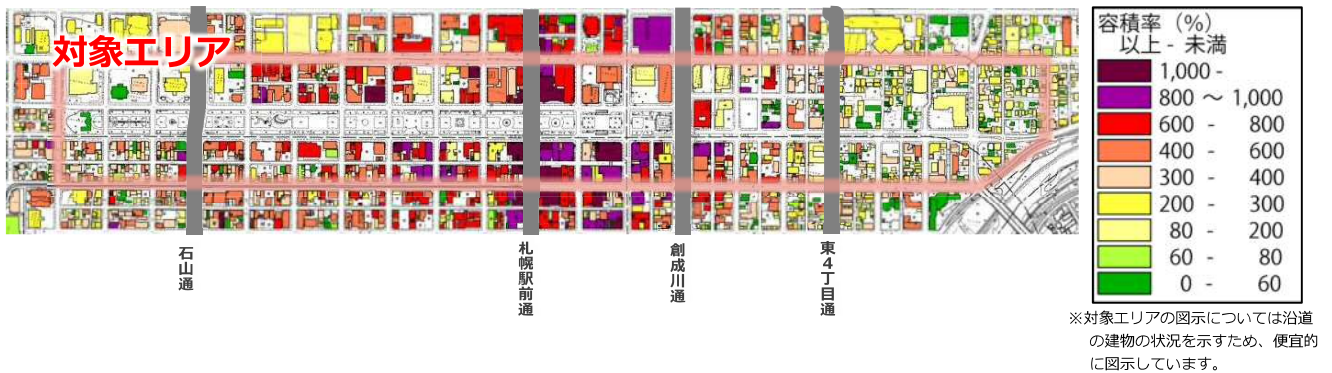 対象エリア
石山通
札幌駅前通
創成川通
東4丁目通
容積率（%）
以上 - 未満
1,000 -
800 ～ 1,000
600 - 800
400 - 600
300 - 400
200 - 300
80 - 200
60 - 80
0 - 60
※対象エリアの図示については沿道
の建物の状況を示すため、便宜的
に図示しています。